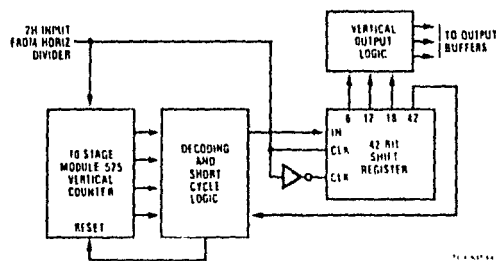 2H INPUT
FROM HORIZ
DIVIDER
VERTICAL
OUTPUT
LOGIC
TO OUTPUT
BUFFERS
6 12 18 42
10 STAGE
MODULE 525
VERTICAL
COUNTER
RESET
DECODING
AND
SHORT
CYCLE
LOGIC
IN
CLK
CLK
42 BIT
SHIFT
REGISTER